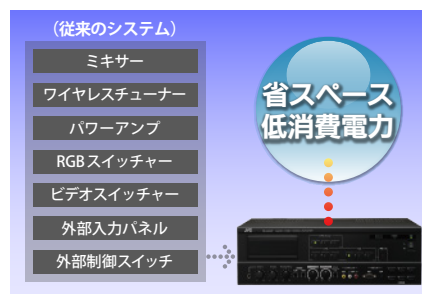 （従来のシステム）
ミキサー
ワイヤレスチューナー
パワーアンプ
RGBスイッチャー
ビデオスイッチャー
外部入力パネル
外部制御スイッチ
省スペース
低消費電力
JVC